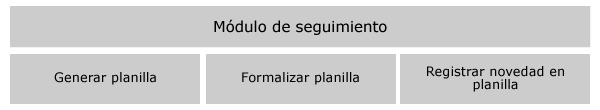 Módulo de seguimiento
Generar planilla
Formalizar planilla
Registrar novedad en
planilla